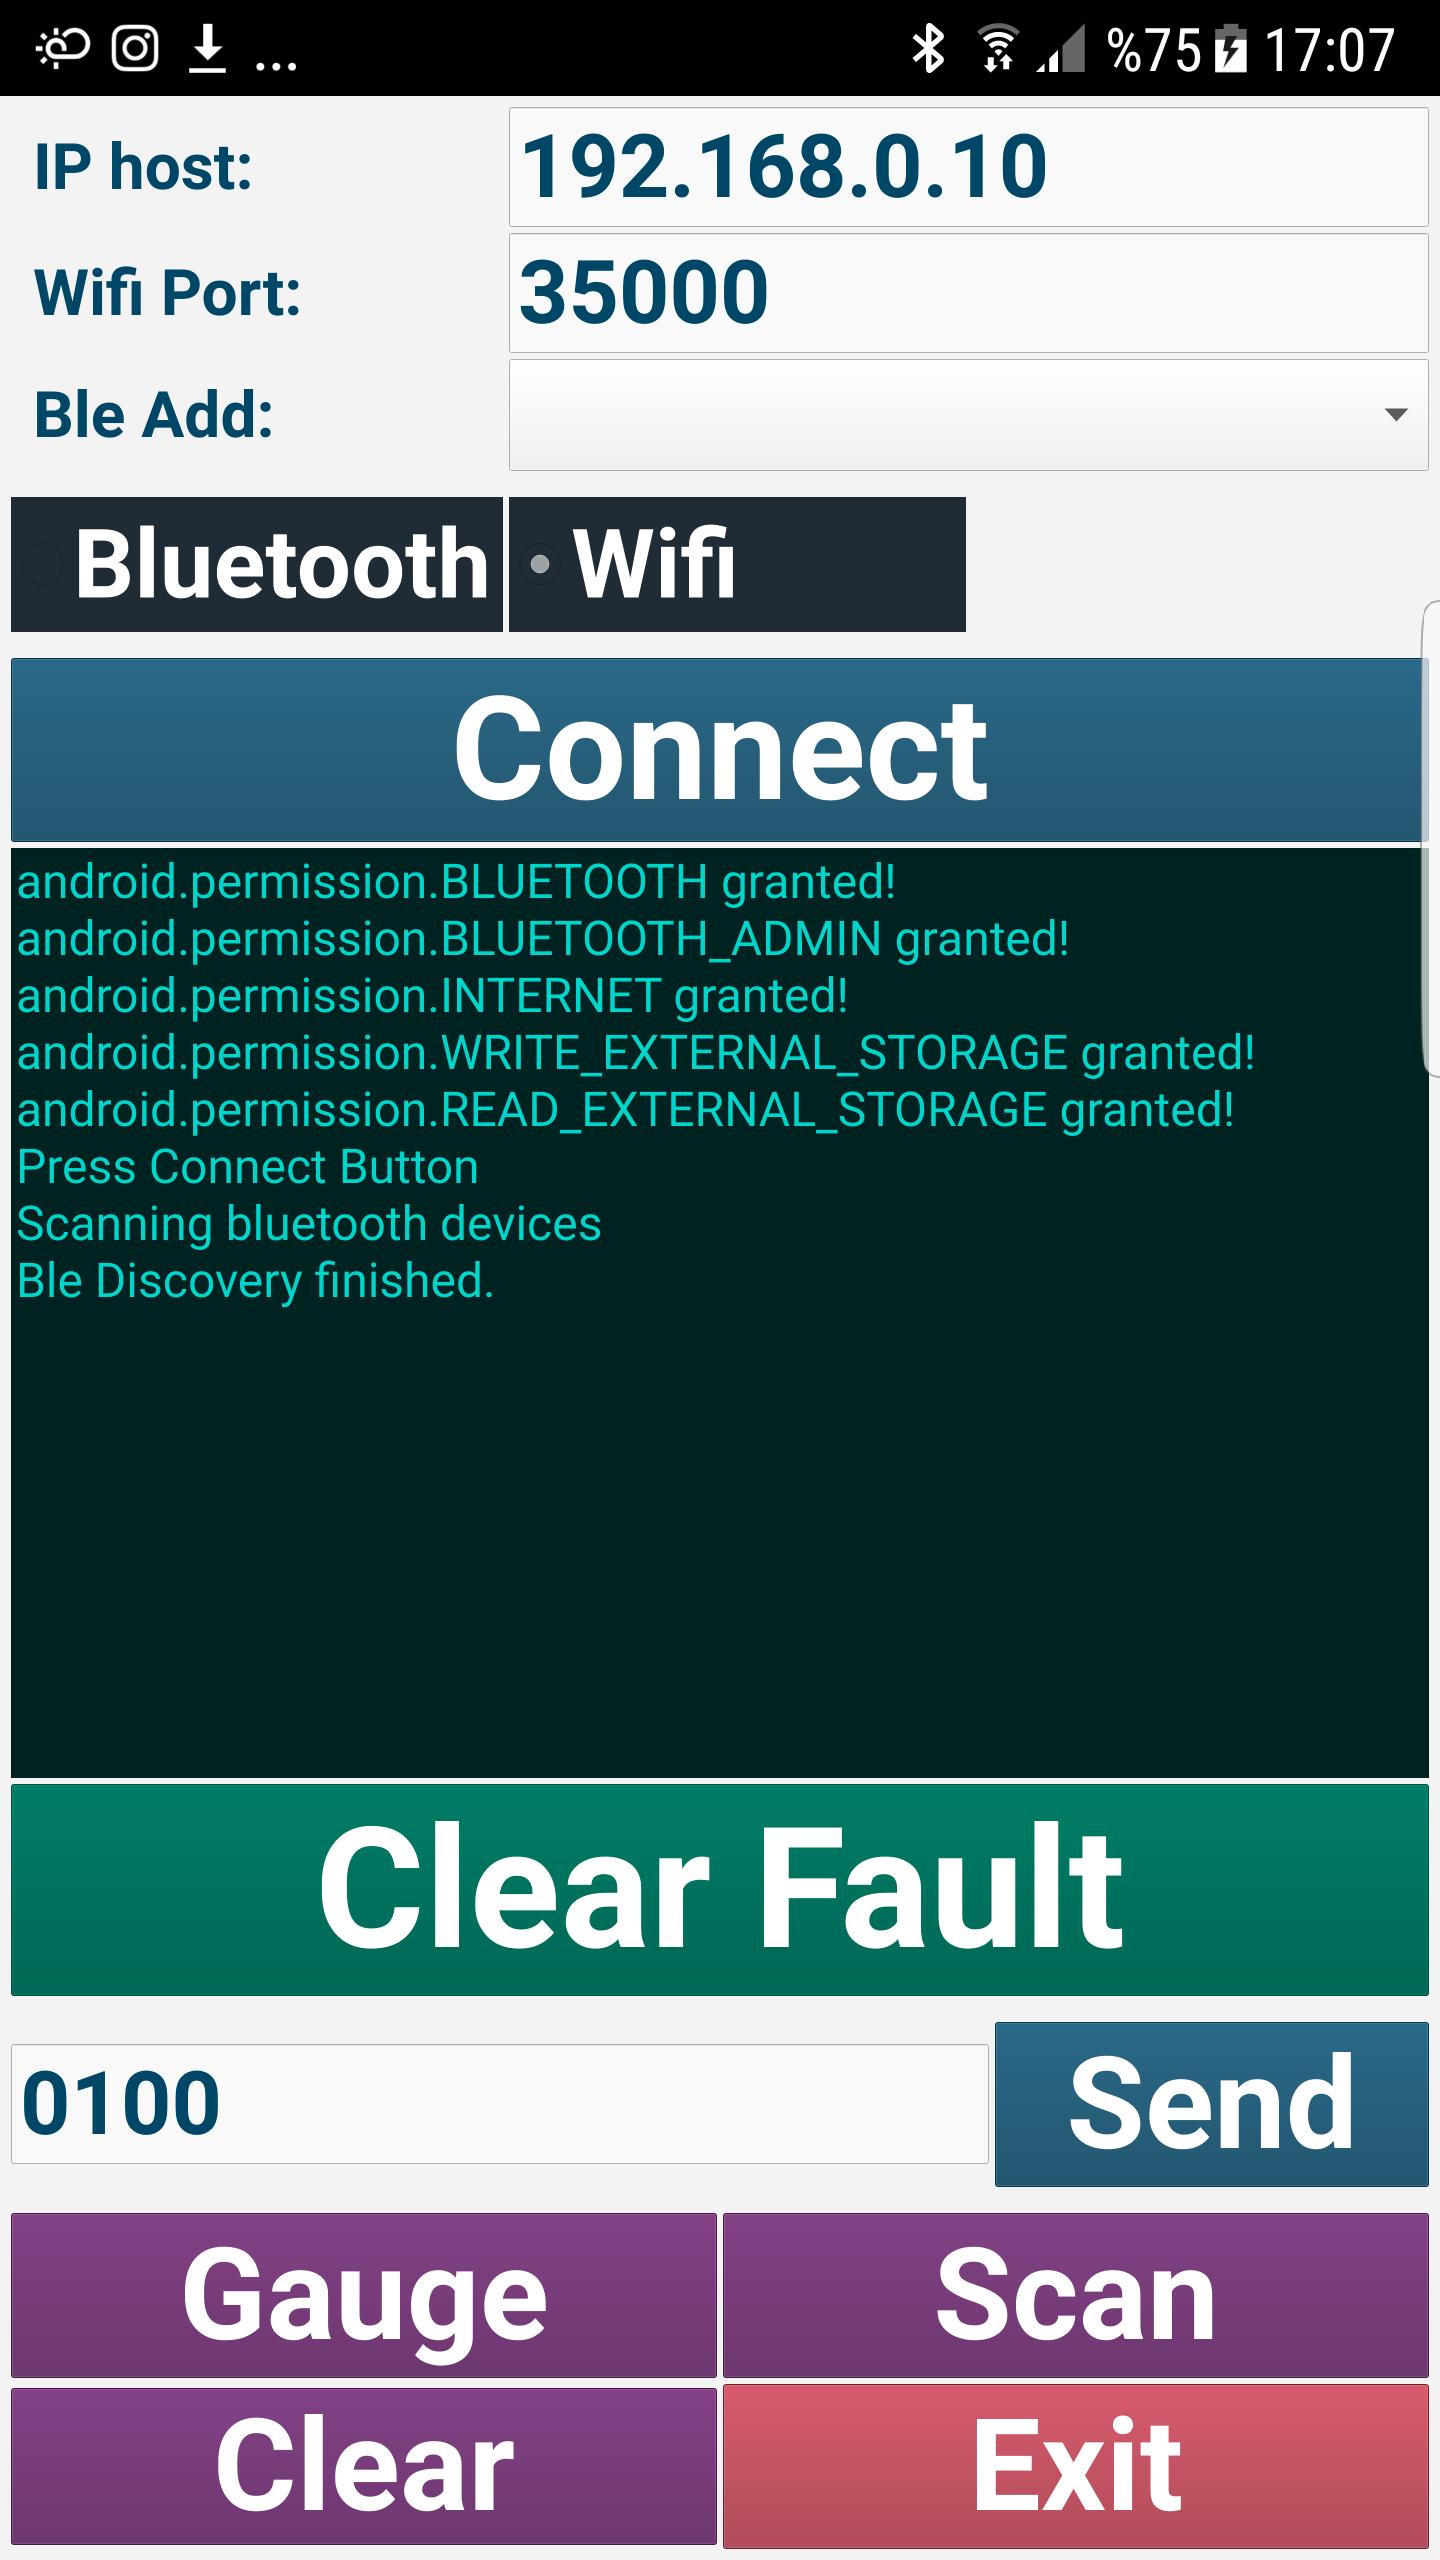 ... %75 17:07
IP host: 192.168.0.10
Wifi Port: 35000
Ble Add:
Bluetooth Wifi
Connect
android.permission.BLUETOOTH granted!
android.permission.BLUETOOTH_ADMIN granted!
android.permission.INTERNET granted!
android.permission.WRITE_EXTERNAL_STORAGE granted!
android.permission.READ_EXTERNAL_STORAGE granted!
Press Connect Button
Scanning bluetooth devices
Ble Discovery finished.
Clear Fault
0100 Send
Gauge Scan
Clear Exit